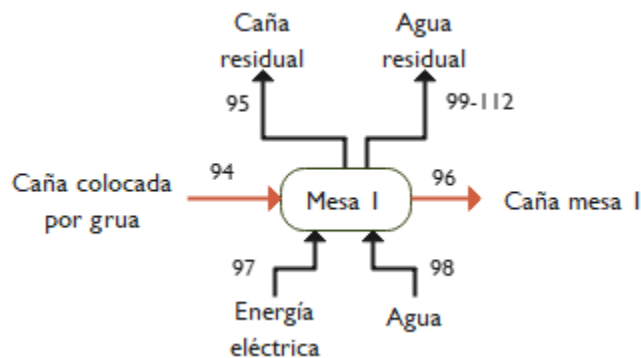 Caña
residual
Agua
residual
95
99-112
94
96
Caña colocada
por grua
Mesa 1
Caña mesa 1
97
98
Energía
eléctrica
Agua